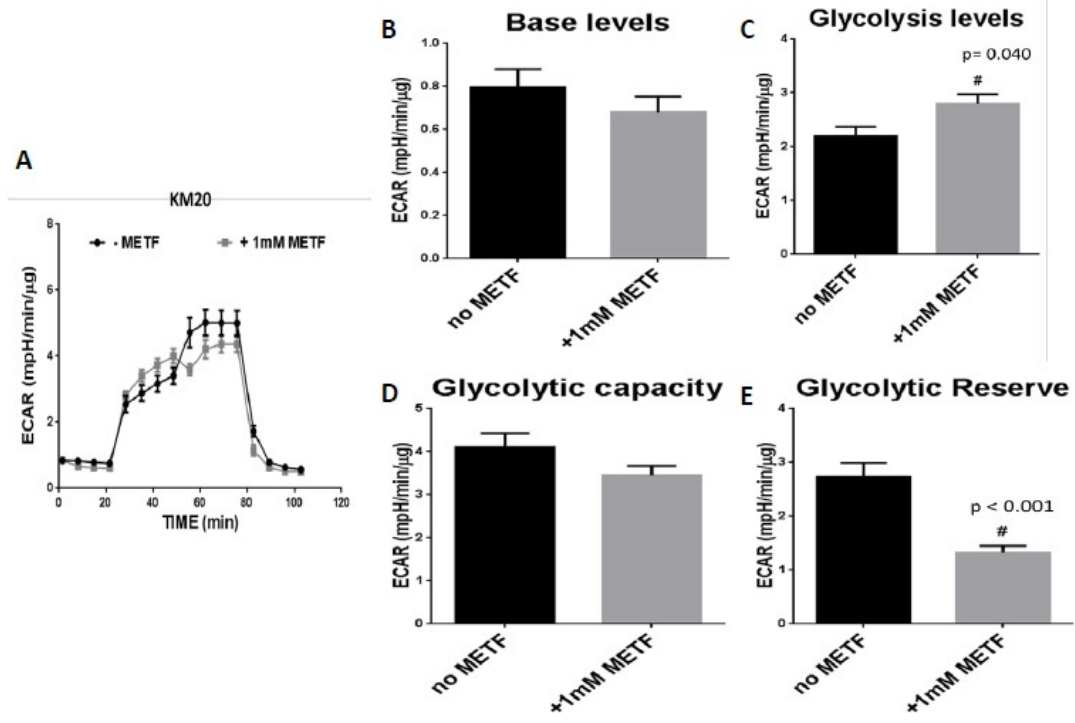 A
KM20
- METF
+ 1mM METF
ECAR (mpH/min/μg)
8
6
4
2
0
0
20
40
60
80
100
120
TIME (min)
B
Base levels
ECAR (mpH/min/μg)
1.0
0.8
0.6
0.4
0.2
0.0
no METF
+1mM METF
C
Glycolysis levels
p= 0.040
#
ECAR (mpH/min/μg)
4
3
2
1
0
no METF
+1mM METF
D
Glycolytic capacity
ECAR (mpH/min/μg)
5
4
3
2
1
0
no METF
+1mM METF
E
Glycolytic Reserve
p < 0.001
#
ECAR (mpH/min/μg)
4
3
2
1
0
no METF
+1mM METF